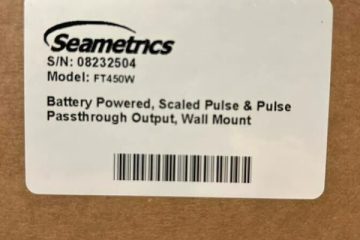 Seametrics
S/N: 08232504
Model: FT450W
Battery Powered, Scaled Pulse & Pulse
Passthrough Output, Wall Mount